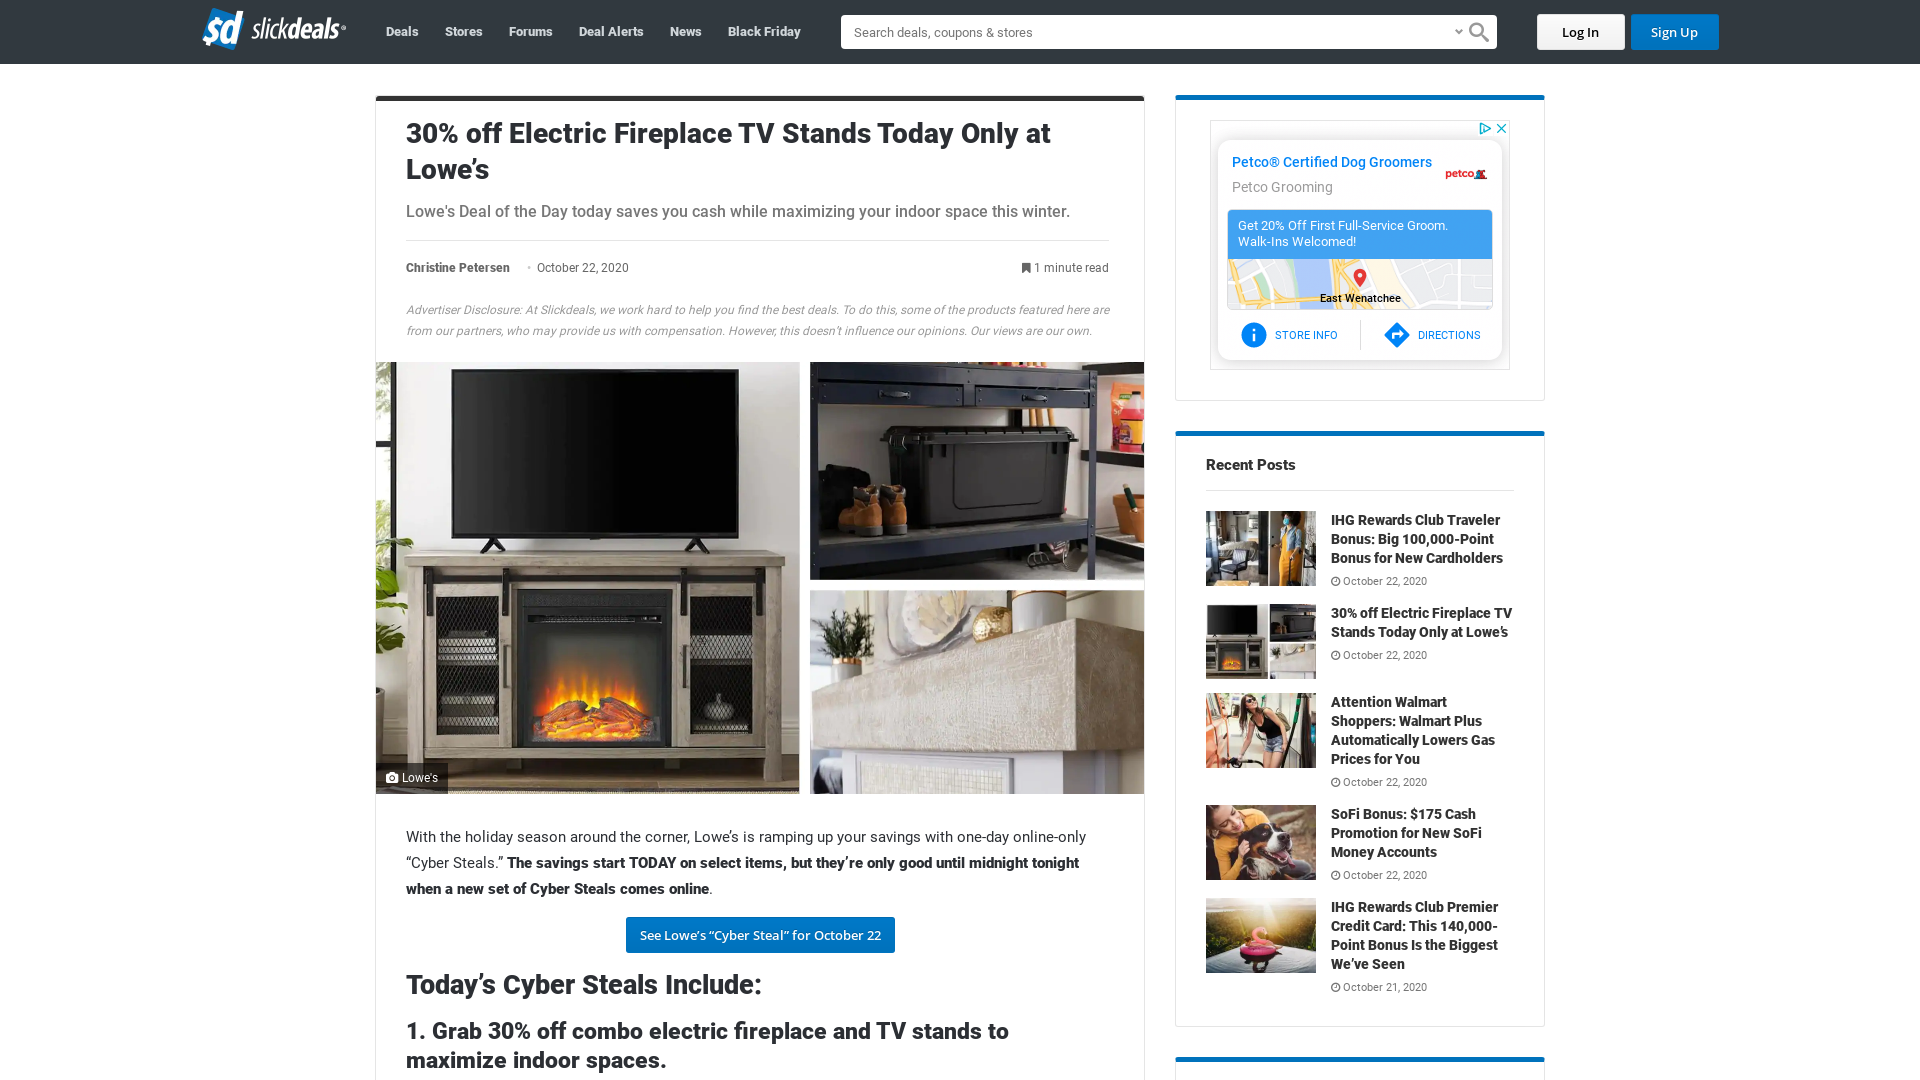 sd slickdeals®
Deals
Stores
Forums
Deal Alerts
News
Black Friday
Search deals, coupons & stores
Log In
Sign Up
30% off Electric Fireplace TV Stands Today Only at
Lowe’s
Lowe's Deal of the Day today saves you cash while maximizing your indoor space this winter.
Christine Petersen • October 22, 2020
1 minute read
Advertiser Disclosure: At Slickdeals, we work hard to help you find the best deals. To do this, some of the products featured here are
from our partners, who may provide us with compensation. However, this doesn’t influence our opinions. Our views are our own.
Lowe's
With the holiday season around the corner, Lowe’s is ramping up your savings with one-day online-only
“Cyber Steals.” The savings start TODAY on select items, but they’re only good until midnight tonight
when a new set of Cyber Steals comes online.
See Lowe’s “Cyber Steal” for October 22
Today’s Cyber Steals Include:
1. Grab 30% off combo electric fireplace and TV stands to
maximize indoor spaces.
Petco® Certified Dog Groomers
Petco Grooming
petco
Get 20% Off First Full-Service Groom.
Walk-Ins Welcomed!
East Wenatchee
STORE INFO
DIRECTIONS
Recent Posts
IHG Rewards Club Traveler
Bonus: Big 100,000-Point
Bonus for New Cardholders
October 22, 2020
30% off Electric Fireplace TV
Stands Today Only at Lowe’s
October 22, 2020
Attention Walmart
Shoppers: Walmart Plus
Automatically Lowers Gas
Prices for You
October 22, 2020
SoFi Bonus: $175 Cash
Promotion for New SoFi
Money Accounts
October 22, 2020
IHG Rewards Club Premier
Credit Card: This 140,000-
Point Bonus Is the Biggest
We’ve Seen
October 21, 2020